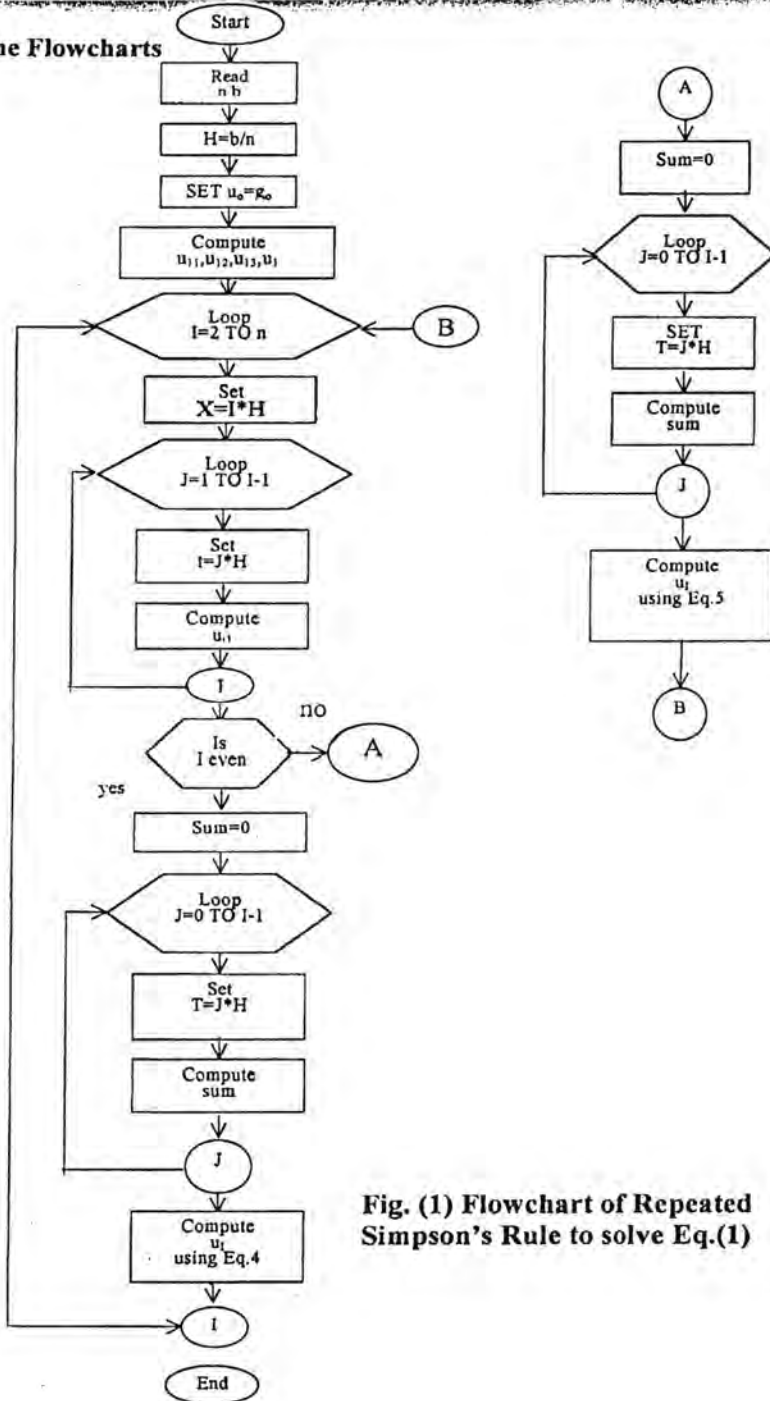 ne Flowcharts
Start
Read
n b
H=b/n
SET u₀=g₀
Compute
u₁₁,u₁₂,u₁₃,u₁
Loop
I=2 TO n
B
Set
X=I*H
Loop
J=1 TO I-1
Set
t=J*H
Compute
J
Is
I even
no
A
yes
Sum=0
Loop
J=0 TO I-1
Set
T=J*H
Compute
sum
J
Compute
u_I
using Eq.4
I
End
A
Sum=0
Loop
J=0 TO I-1
SET
T=J*H
Compute
sum
J
Compute
u_I
using Eq.5
B
Fig. (1) Flowchart of Repeated
Simpson's Rule to solve Eq.(1)